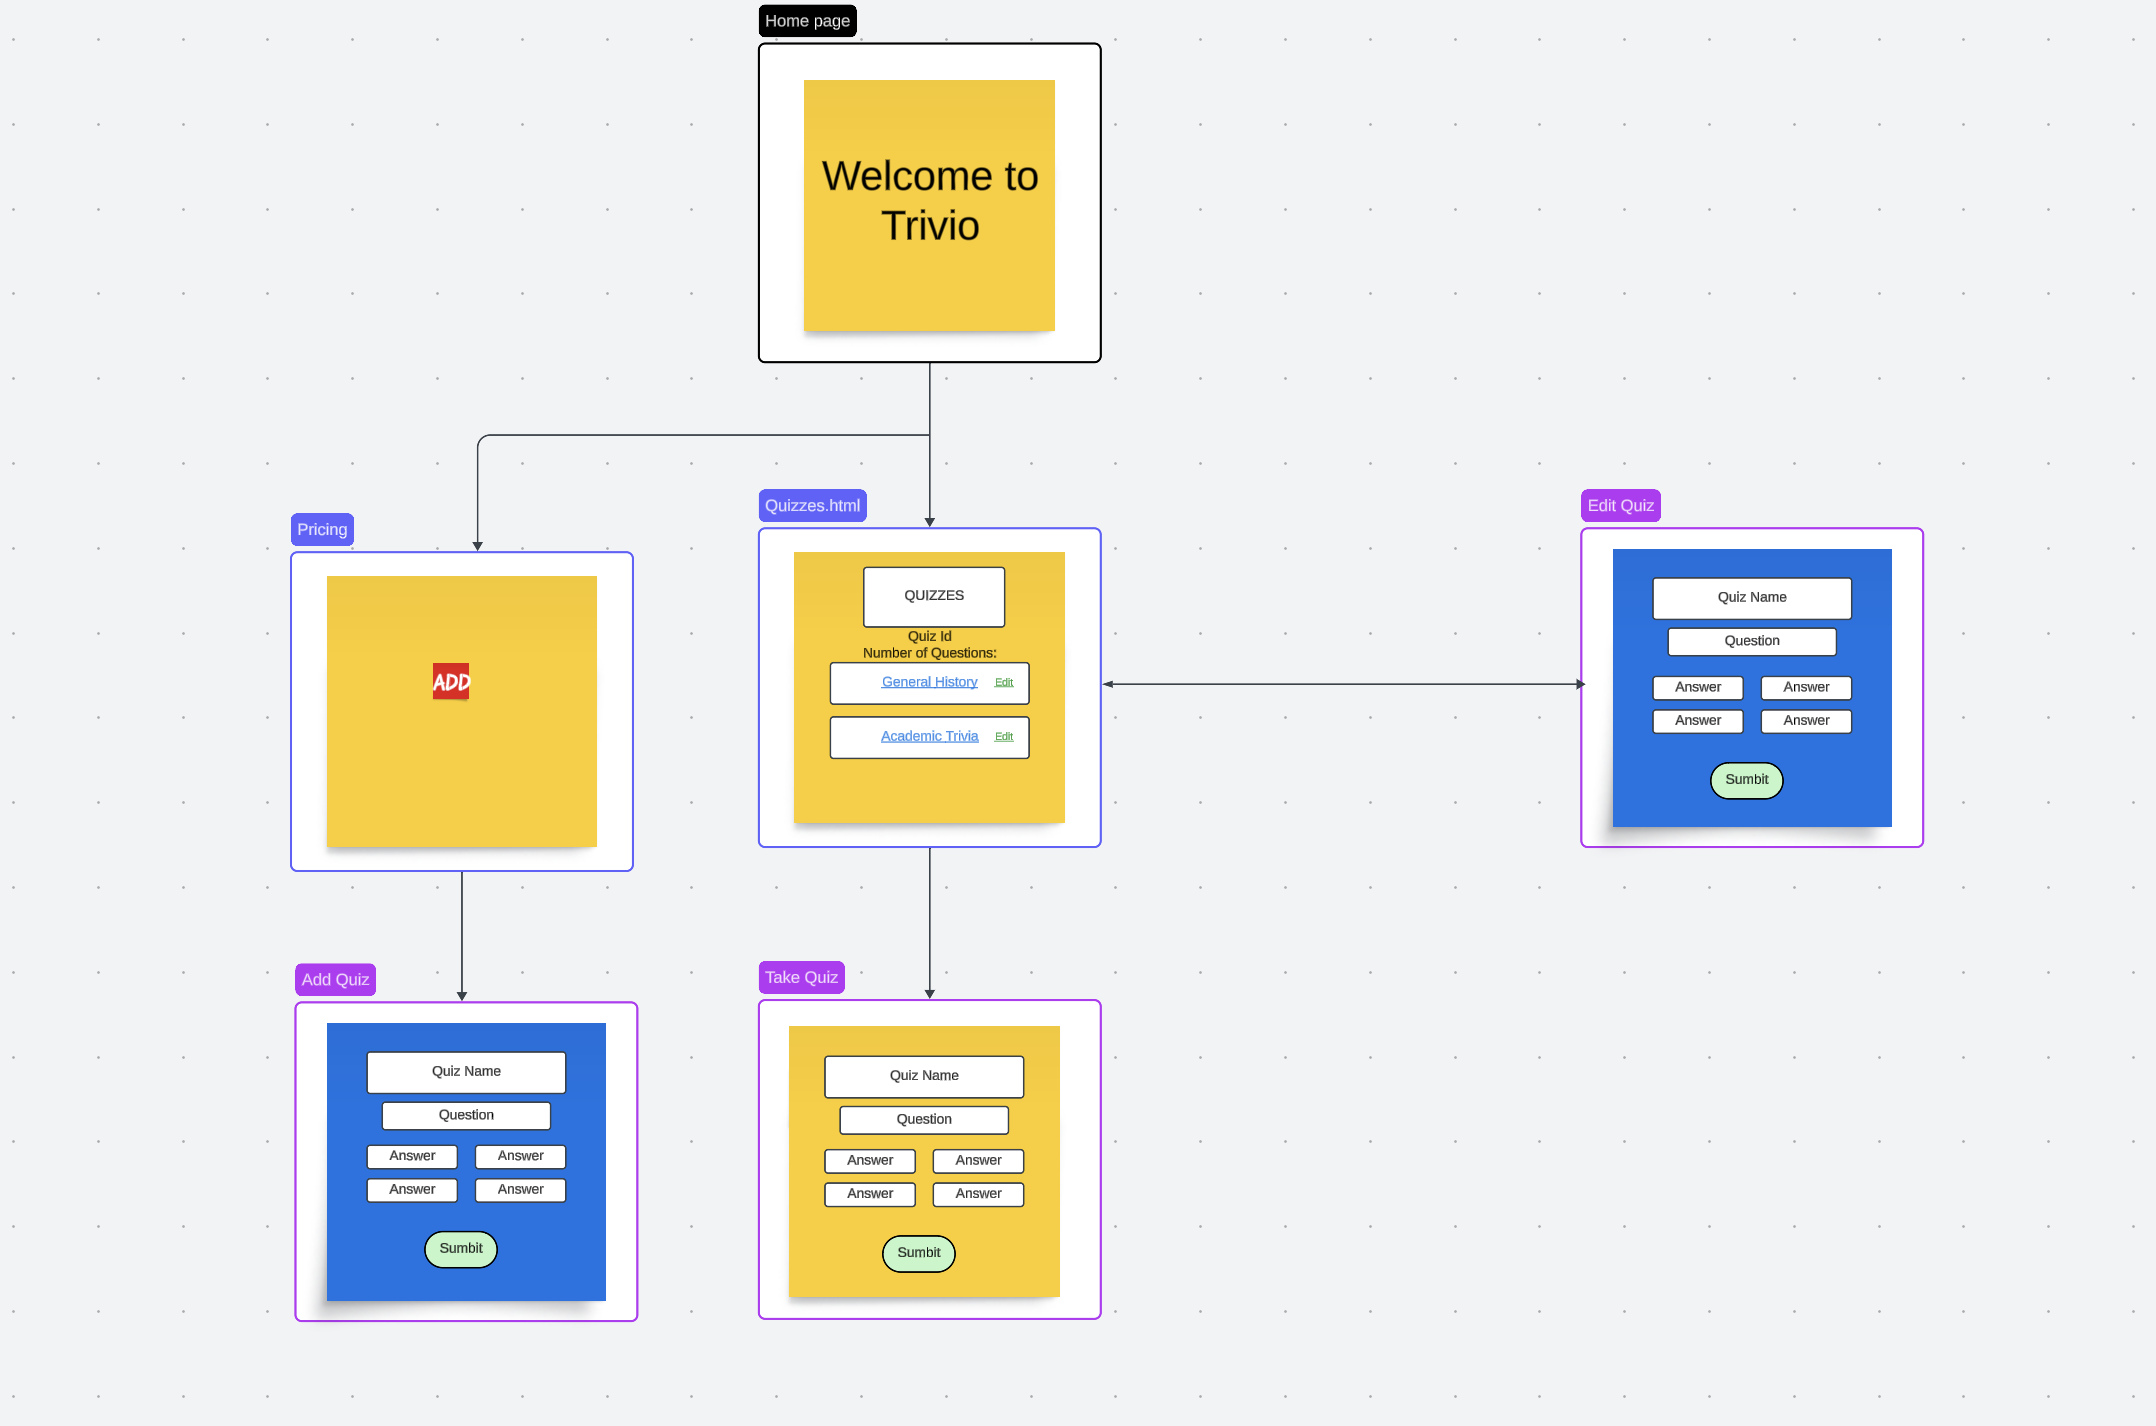 Home page
Welcome to
Trivio
Pricing
ADD
Quizzes.html
QUIZZES
Quiz Id
Number of Questions:
General History Edit
Academic Trivia Edit
Edit Quiz
Quiz Name
Question
Answer Answer
Answer Answer
Sumbit
Add Quiz
Quiz Name
Question
Answer Answer
Answer Answer
Sumbit
Take Quiz
Quiz Name
Question
Answer Answer
Answer Answer
Sumbit